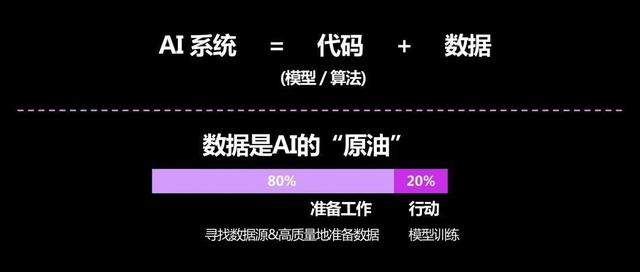 AI 系统 = 代码 + 数据
(模型 / 算法)
数据是AI的“原油”
80% 20%
准备工作 行动
寻找数据源&高质量地准备数据 模型训练